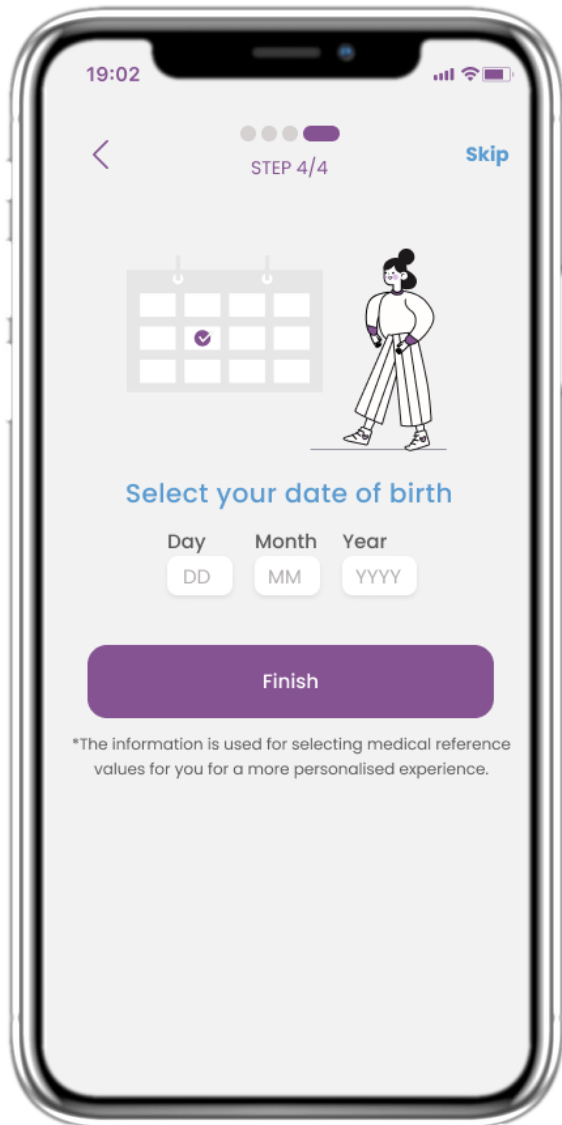 19:02
Skip
STEP 4/4
Select your date of birth
Day Month Year
DD MM YYYY
Finish
*The information is used for selecting medical reference
values for you for a more personalised experience.